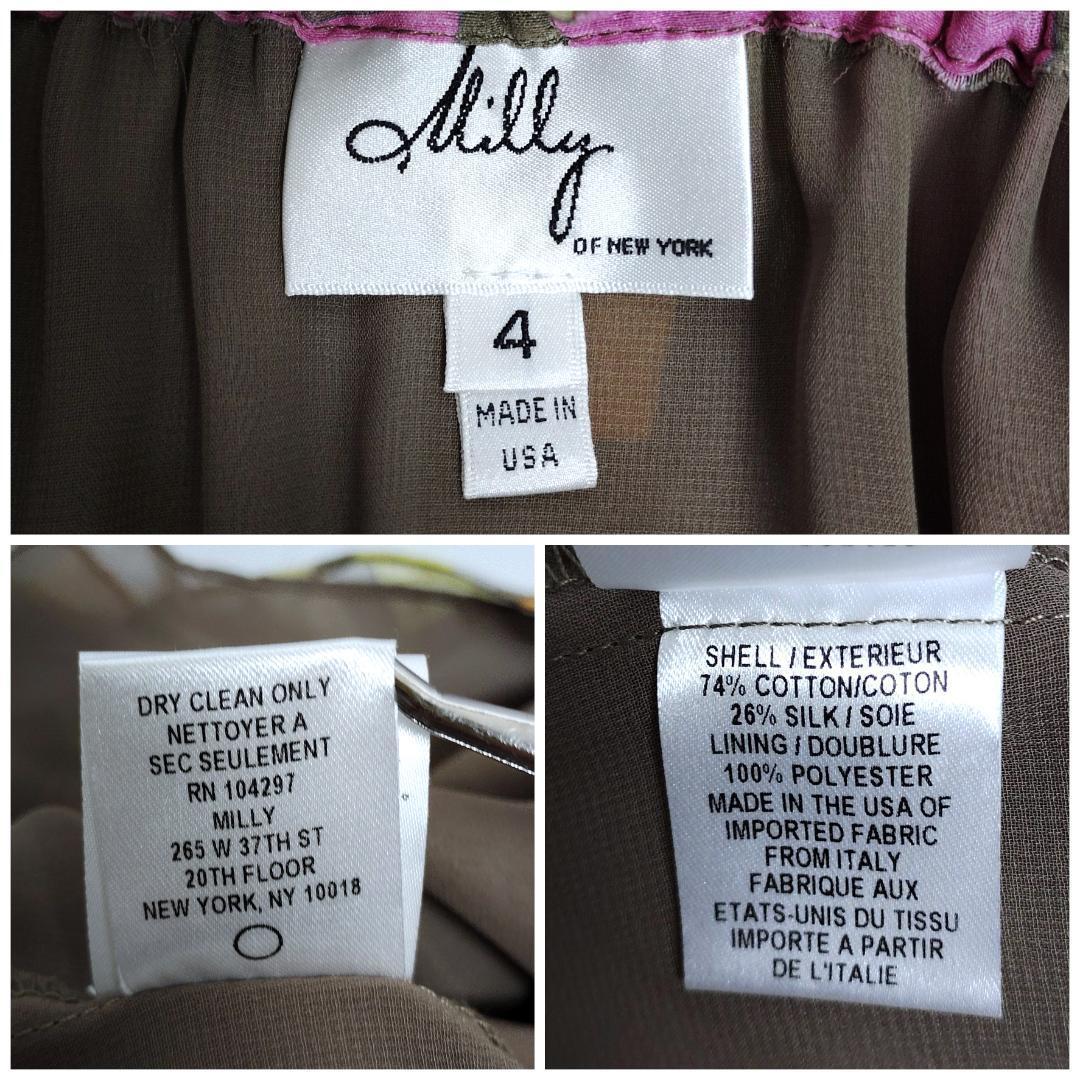 Milly
OF NEW YORK
4
MADE IN
USA
DRY CLEAN ONLY
NETTOYER A
SEC SEULEMENT
RN 104297
MILLY
265 W 37TH ST
20TH FLOOR
NEW YORK, NY 10018
SHELL / EXTERIEUR
74% COTTON/COTON
26% SILK / SOIE
LINING / DOUBLURE
100% POLYESTER
MADE IN THE USA OF
IMPORTED FABRIC
FROM ITALY
FABRIQUE AUX
ETATS-UNIS DU TISSU
IMPORTE A PARTIR
DE L'ITALIE